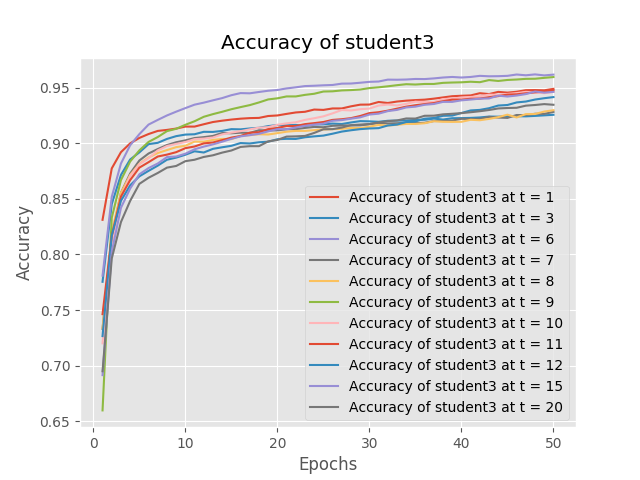 Accuracy of student3
Accuracy
0.95
0.90
0.85
0.80
0.75
0.70
0.65
Accuracy of student3 at t = 1
Accuracy of student3 at t = 3
Accuracy of student3 at t = 6
Accuracy of student3 at t = 7
Accuracy of student3 at t = 8
Accuracy of student3 at t = 9
Accuracy of student3 at t = 10
Accuracy of student3 at t = 11
Accuracy of student3 at t = 12
Accuracy of student3 at t = 15
Accuracy of student3 at t = 20
0 10 20 30 40 50
Epochs